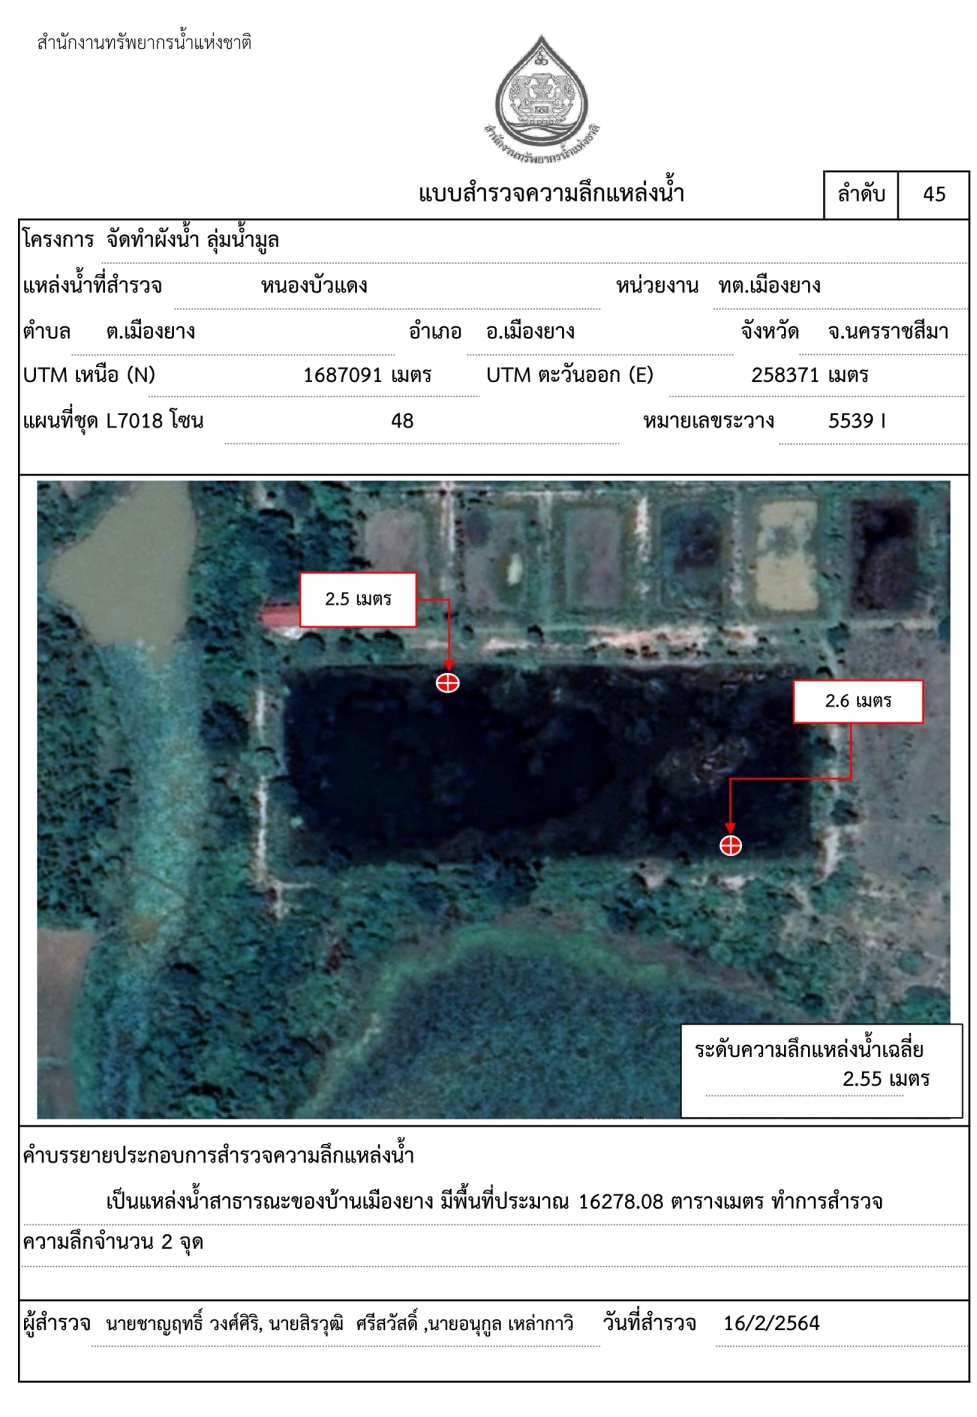 สำนักงานทรัพยากรน้ำแห่งชาติ
สำนักงานทรัพยากรน้ำแห่งชาติ
แบบสำรวจความลึกแหล่งน้ำ ลำดับ 45
โครงการ จัดทำผังน้ำ ลุ่มน้ำมูล
แหล่งน้ำที่สำรวจ หนองบัวแดง หน่วยงาน ทต.เมืองยาง
ตำบล ต.เมืองยาง อำเภอ อ.เมืองยาง จังหวัด จ.นครราชสีมา
UTM เหนือ (N) 1687091 เมตร UTM ตะวันออก (E) 258371 เมตร
แผนที่ชุด L7018 โซน 48 หมายเลขระวาง 5539 I
2.5 เมตร
2.6 เมตร
ระดับความลึกแหล่งน้ำเฉลี่ย
2.55 เมตร
คำบรรยายประกอบการสำรวจความลึกแหล่งน้ำ
เป็นแหล่งน้ำสาธารณะของบ้านเมืองยาง มีพื้นที่ประมาณ 16278.08 ตารางเมตร ทำการสำรวจ
ความลึกจำนวน 2 จุด
ผู้สำรวจ นายชาญฤทธิ์ วงศ์ศิริ, นายสิรวุฒิ ศรีสวัสดิ์ ,นายอนุกูล เหล่ากาวิ วันที่สำรวจ 16/2/2564